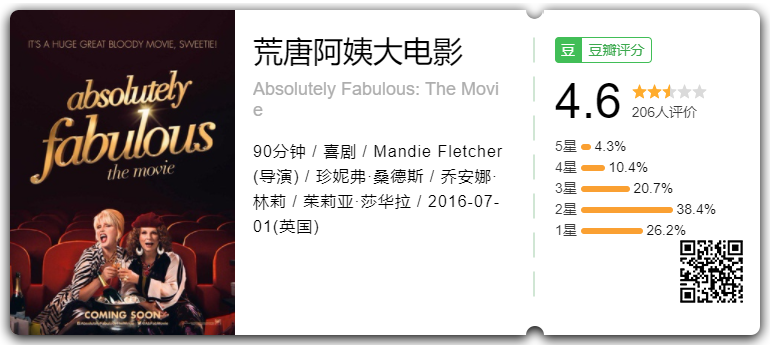 IT'S A HUGE GREAT BLOODY MOVIE, SWEETIE!
absolutely
fabulous
the movie
COMING SOON
荒唐阿姨大电影
Absolutely Fabulous: The Movi
e
90分钟 / 喜剧 / Mandie Fletcher
(导演) / 珍妮弗·桑德斯 / 乔安娜·
林莉 / 茱莉亚·莎华拉 / 2016-07-
01(英国)
豆 豆瓣评分
4.6
206人评价
5星 4.3%
4星 10.4%
3星 20.7%
2星 38.4%
1星 26.2%